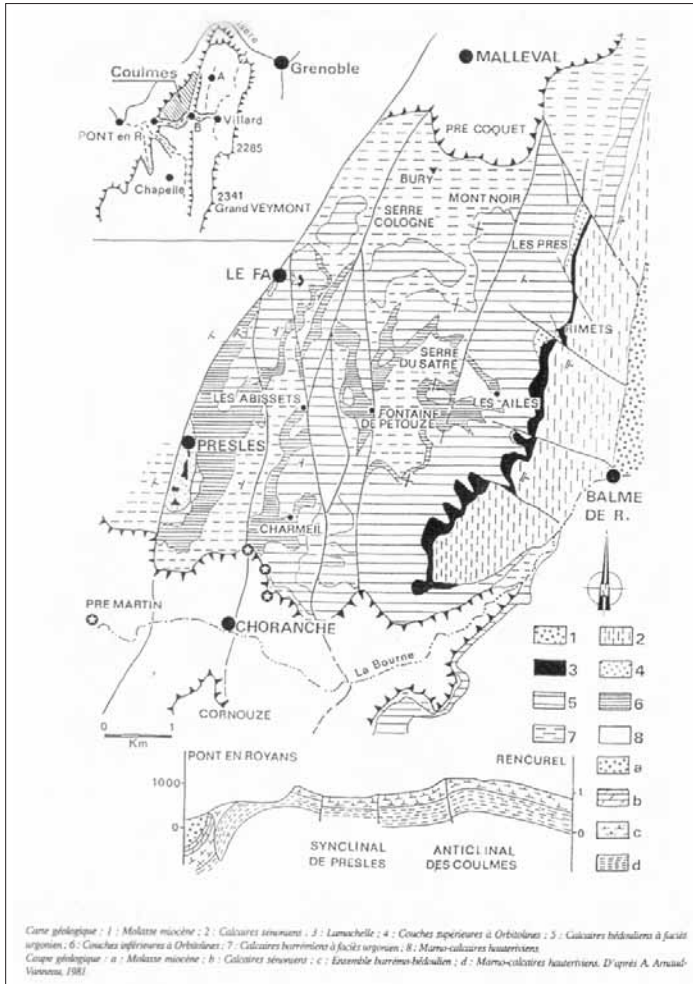 Isère
Grenoble
Coulmes
A
B
Villard
PONT en R.
2285
Chapelle
2341
Grand VEYMONT
MALLEVAL
PRE COQUET
BURY
MONT NOIR
SERRE
COLOGNE
LES PRES
LE FA
RIMETS
SERRE
DU SATRE
LES ABISSETS
FONTAINE
DE PETOUZE
LES AILES
PRESLES
BALME
DE R.
CHARMEIL
N
PRE MARTIN
CHORANCHE
La Bourne
CORNOUZE
0 1
Km
1 2
3 4
5 6
7 8
a
b
c
d
PONT EN ROYANS
RENCUREL
1000
0
1
0
SYNCLINAL
DE PRESLES
ANTICLINAL
DES COULMES
Carte géologique : 1 : Molasse miocène ; 2 : Calcaires sénoniens ; 3 : Lumachelle ; 4 : Couches supérieures à Orbitolines ; 5 : Calcaires bédouliens à faciès
urgonien ; 6 : Couches inférieures à Orbitolines ; 7 : Calcaires barrémiens à faciès urgonien ; 8 : Marno-calcaires hauteriviens
Coupe géologique : a : Molasse miocène ; b : Calcaires sénoniens ; c : Ensemble barrémo-bédoulien ; d : Marno-calcaires hauteriviens. D'après A. Arnaud-
Vanneau, 1981